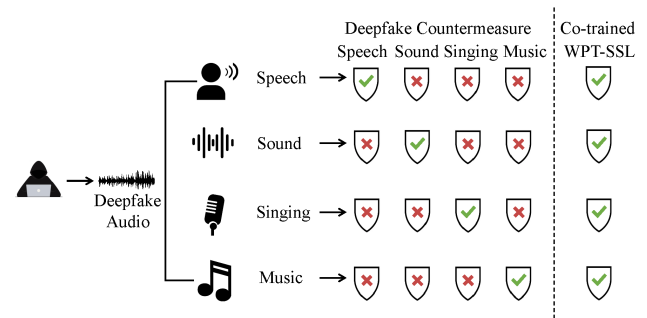 Deepfake Countermeasure
Co-trained
Speech Sound Singing Music
WPT-SSL
Speech
Sound
Deepfake
Audio
Singing
Music